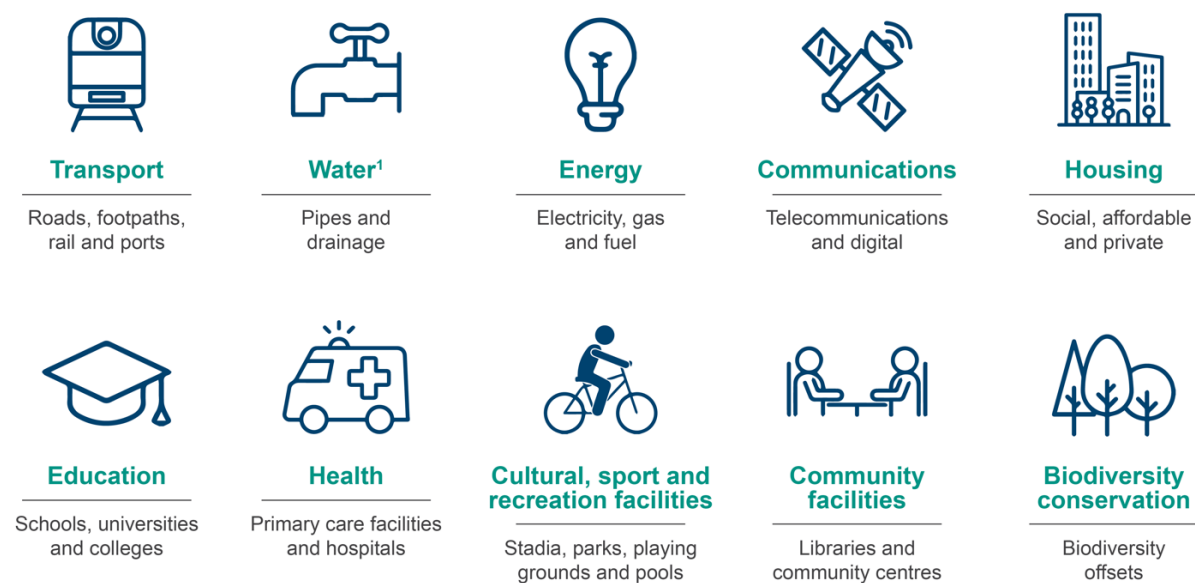 Transport
Roads, footpaths,
rail and ports
Water¹
Pipes and
drainage
Energy
Electricity, gas
and fuel
Communications
Telecommunications
and digital
Housing
Social, affordable
and private
Education
Schools, universities
and colleges
Health
Primary care facilities
and hospitals
Cultural, sport and
recreation facilities
Stadia, parks, playing
grounds and pools
Community
facilities
Libraries and
community centres
Biodiversity
conservation
Biodiversity
offsets